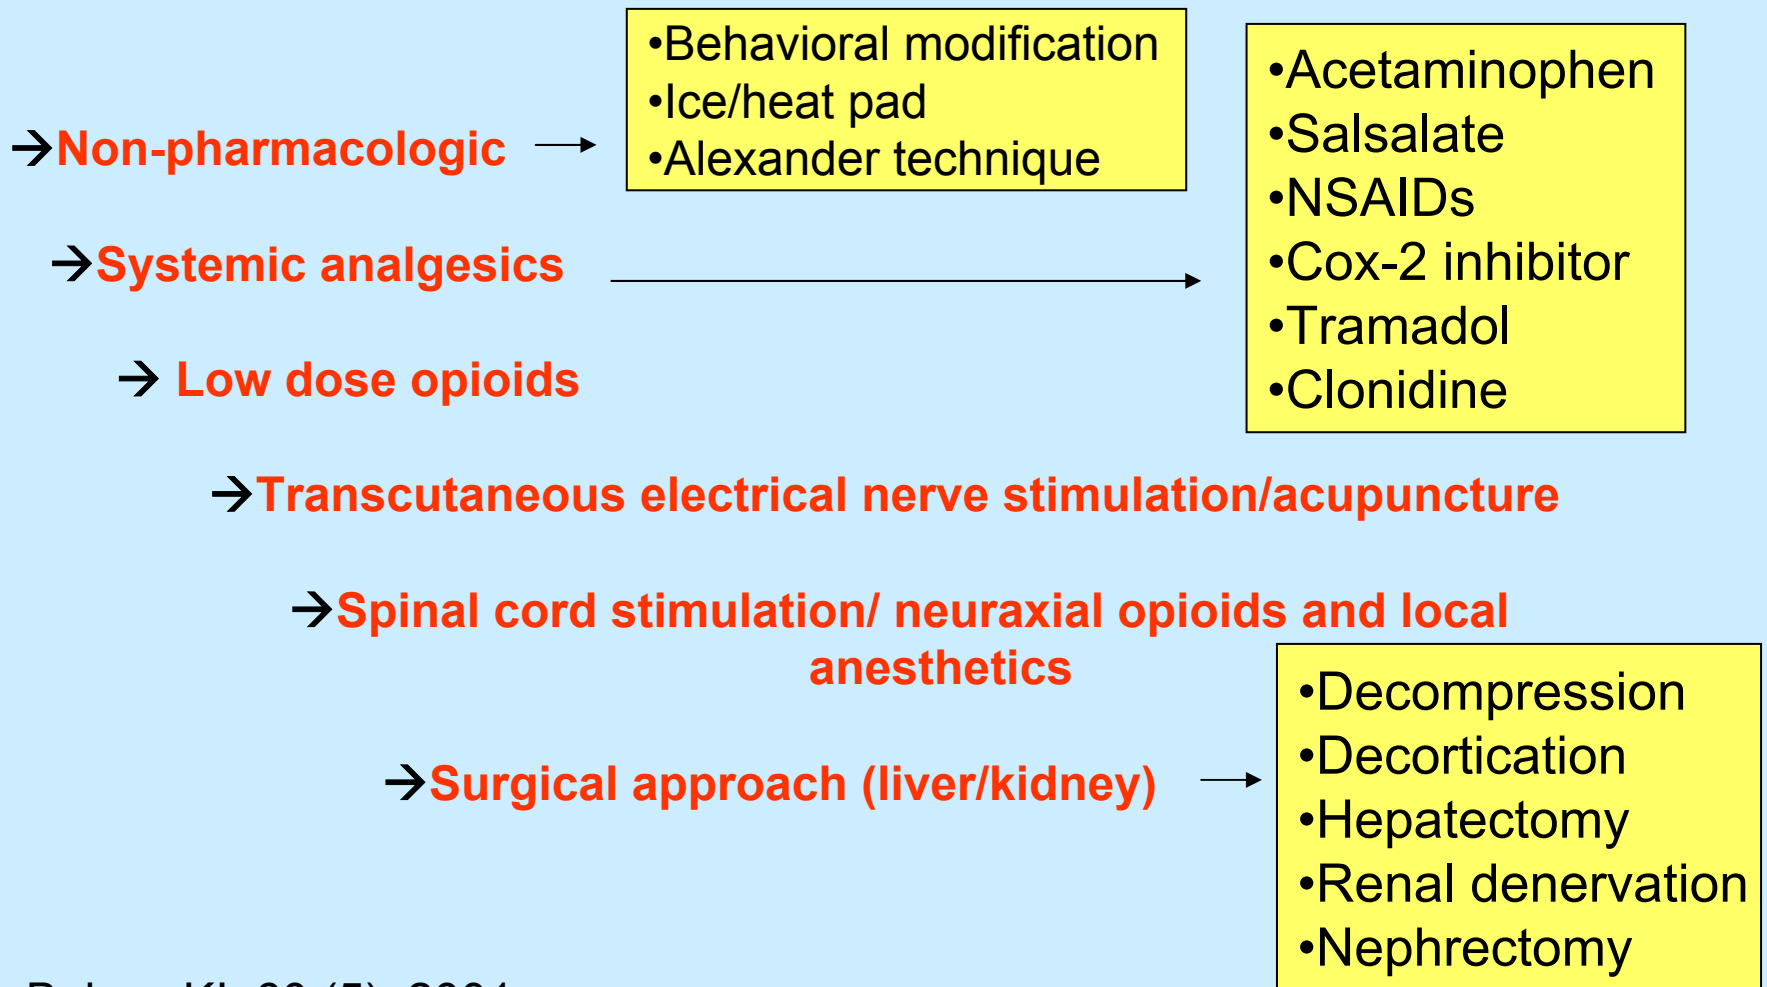 →Non-pharmacologic
•Behavioral modification
•Ice/heat pad
•Alexander technique
→Systemic analgesics
•Acetaminophen
•Salsalate
•NSAIDs
•Cox-2 inhibitor
•Tramadol
•Clonidine
→ Low dose opioids
→Transcutaneous electrical nerve stimulation/acupuncture
→Spinal cord stimulation/ neuraxial opioids and local
anesthetics
→Surgical approach (liver/kidney)
•Decompression
•Decortication
•Hepatectomy
•Renal denervation
•Nephrectomy